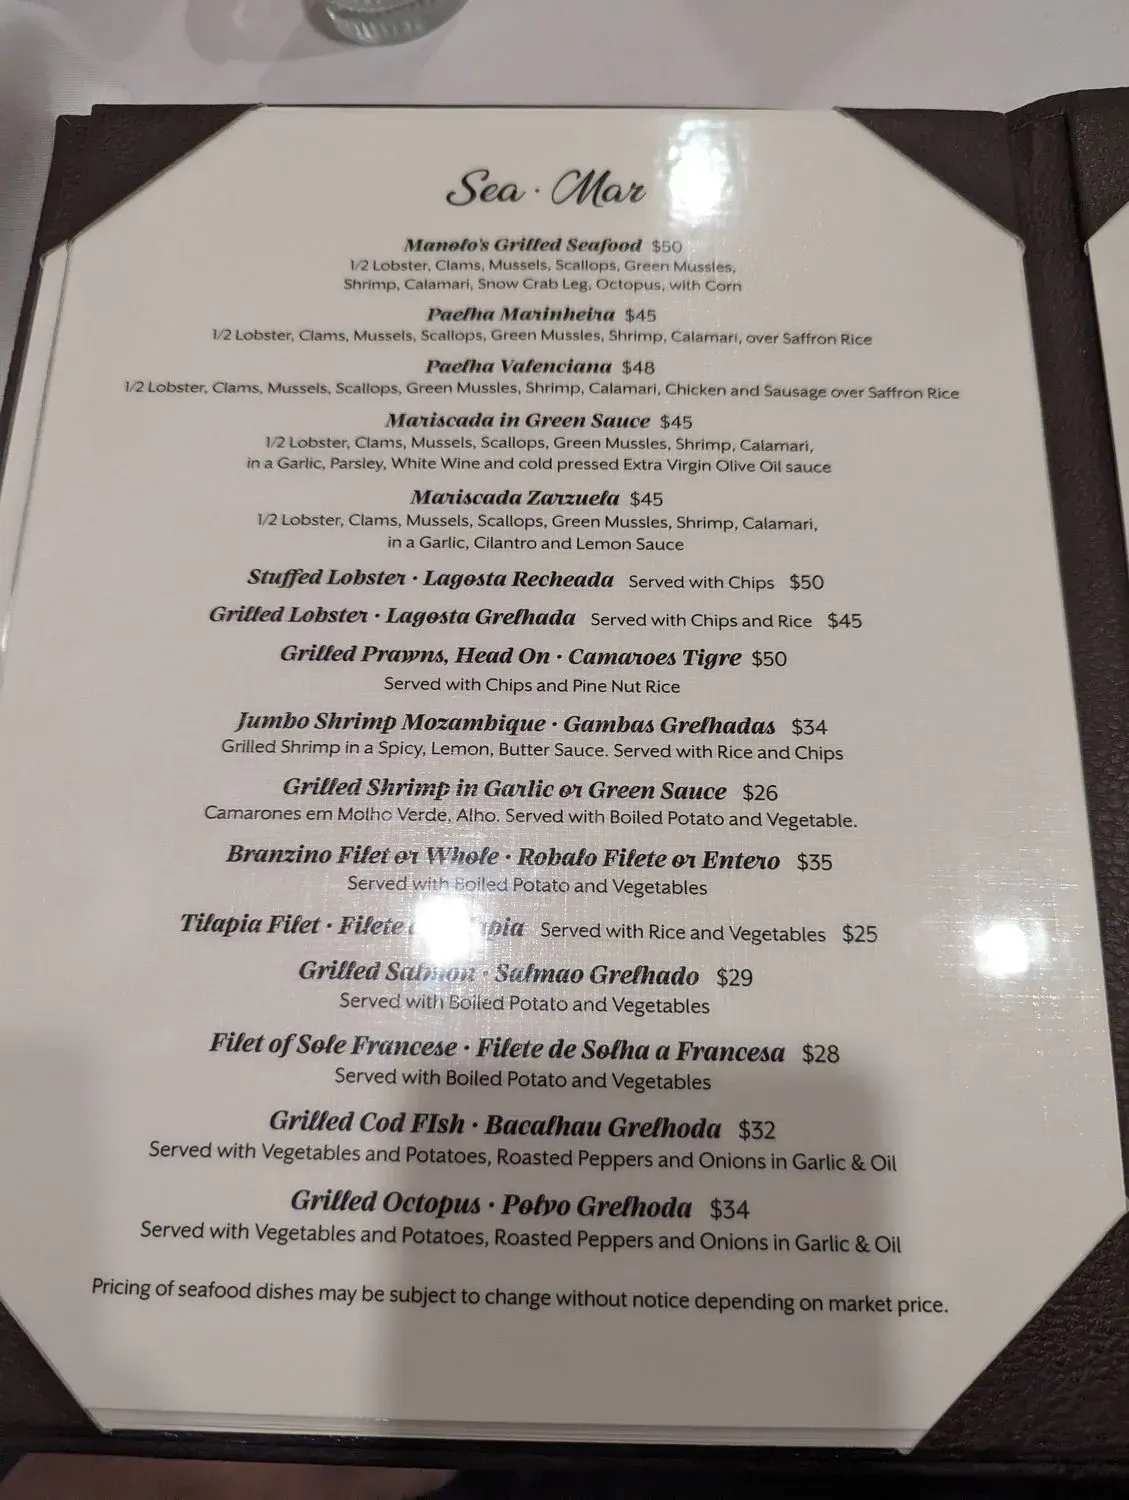 Sea · Mar
Manolo's Grilled Seafood $50
1/2 Lobster, Clams, Mussels, Scallops, Green Mussles,
Shrimp, Calamari, Snow Crab Leg, Octopus, with Corn
Paelha Marinheira $45
1/2 Lobster, Clams, Mussels, Scallops, Green Mussles, Shrimp, Calamari, over Saffron Rice
Paelha Valenciana $48
1/2 Lobster, Clams, Mussels, Scallops, Green Mussles, Shrimp, Calamari, Chicken and Sausage over Saffron Rice
Mariscada in Green Sauce $45
1/2 Lobster, Clams, Mussels, Scallops, Green Mussles, Shrimp, Calamari,
in a Garlic, Parsley, White Wine and cold pressed Extra Virgin Olive Oil sauce
Mariscada Zarzuela $45
1/2 Lobster, Clams, Mussels, Scallops, Green Mussles, Shrimp, Calamari,
in a Garlic, Cilantro and Lemon Sauce
Stuffed Lobster · Lagosta Recheada Served with Chips $50
Grilled Lobster · Lagosta Grelhada Served with Chips and Rice $45
Grilled Prawns, Head On · Camaroes Tigre $50
Served with Chips and Pine Nut Rice
Jumbo Shrimp Mozambique · Gambas Grelhadas $34
Grilled Shrimp in a Spicy, Lemon, Butter Sauce. Served with Rice and Chips
Grilled Shrimp in Garlic or Green Sauce $26
Camarones em Molho Verde, Alho. Served with Boiled Potato and Vegetable.
Branzino Filet or Whole · Robalo Filete or Entero $35
Served with Boiled Potato and Vegetables
Tilapia Filet · Filete Served with Rice and Vegetables $25
Grilled Salmon · Salmao Grelhado $29
Served with Boiled Potato and Vegetables
Filet of Sole Francese · Filete de Solha a Francesa $28
Served with Boiled Potato and Vegetables
Grilled Cod FIsh · Bacalhau Grelhoda $32
Served with Vegetables and Potatoes, Roasted Peppers and Onions in Garlic & Oil
Grilled Octopus · Polvo Grelhoda $34
Served with Vegetables and Potatoes, Roasted Peppers and Onions in Garlic & Oil
Pricing of seafood dishes may be subject to change without notice depending on market price.